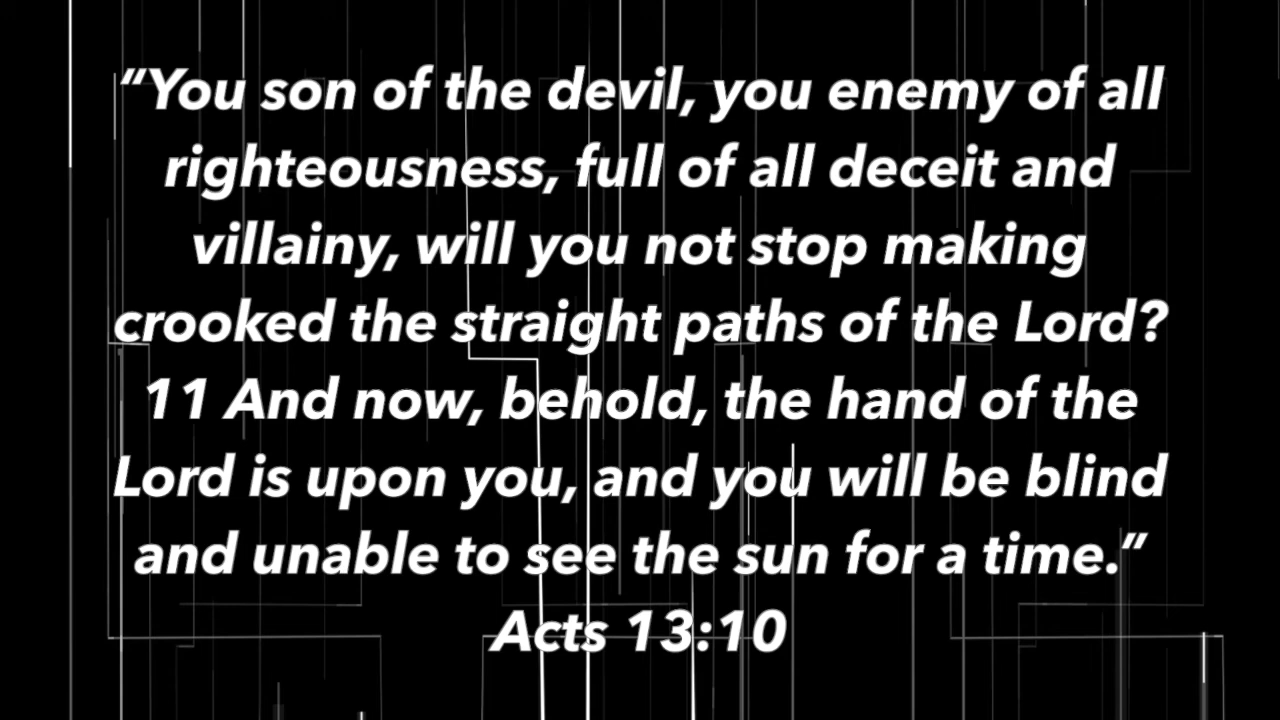 “You son of the devil, you enemy of all
righteousness, full of all deceit and
villainy, will you not stop making
crooked the straight paths of the Lord?
11 And now, behold, the hand of the
Lord is upon you, and you will be blind
and unable to see the sun for a time.”
Acts 13:10